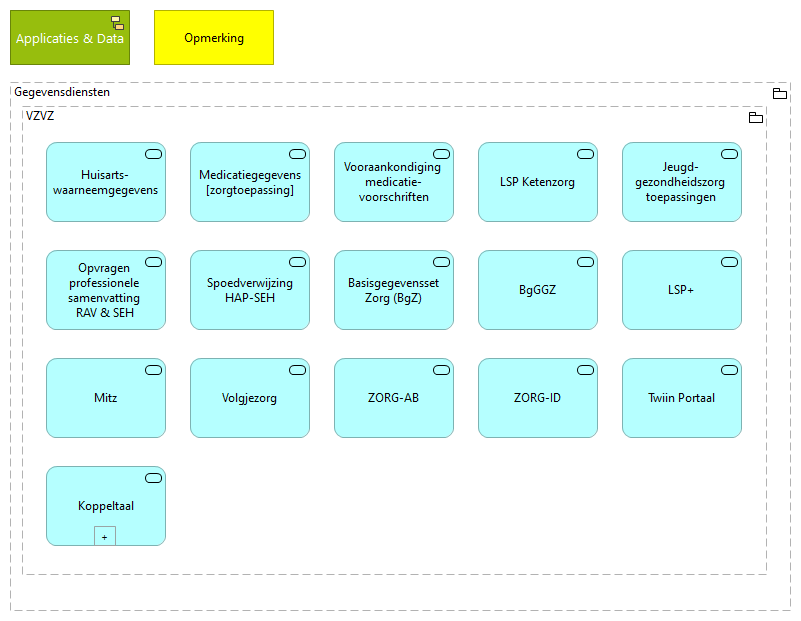 Applicaties & Data
Opmerking
Gegevensdiensten
VZVZ
Huisarts-
waarneemgegevens
Medicatiegegevens
[zorgtoepassing]
Vooraankondiging
medicatie-
voorschriften
LSP Ketenzorg
Jeugd-
gezondheidszorg
toepassingen
Opvragen
professionele
samenvatting
RAV & SEH
Spoedverwijzing
HAP-SEH
Basisgegevensset
Zorg (BgZ)
BgGGZ
LSP+
Mitz
Volgjezorg
ZORG-AB
ZORG-ID
Twiin Portaal
Koppeltaal
+